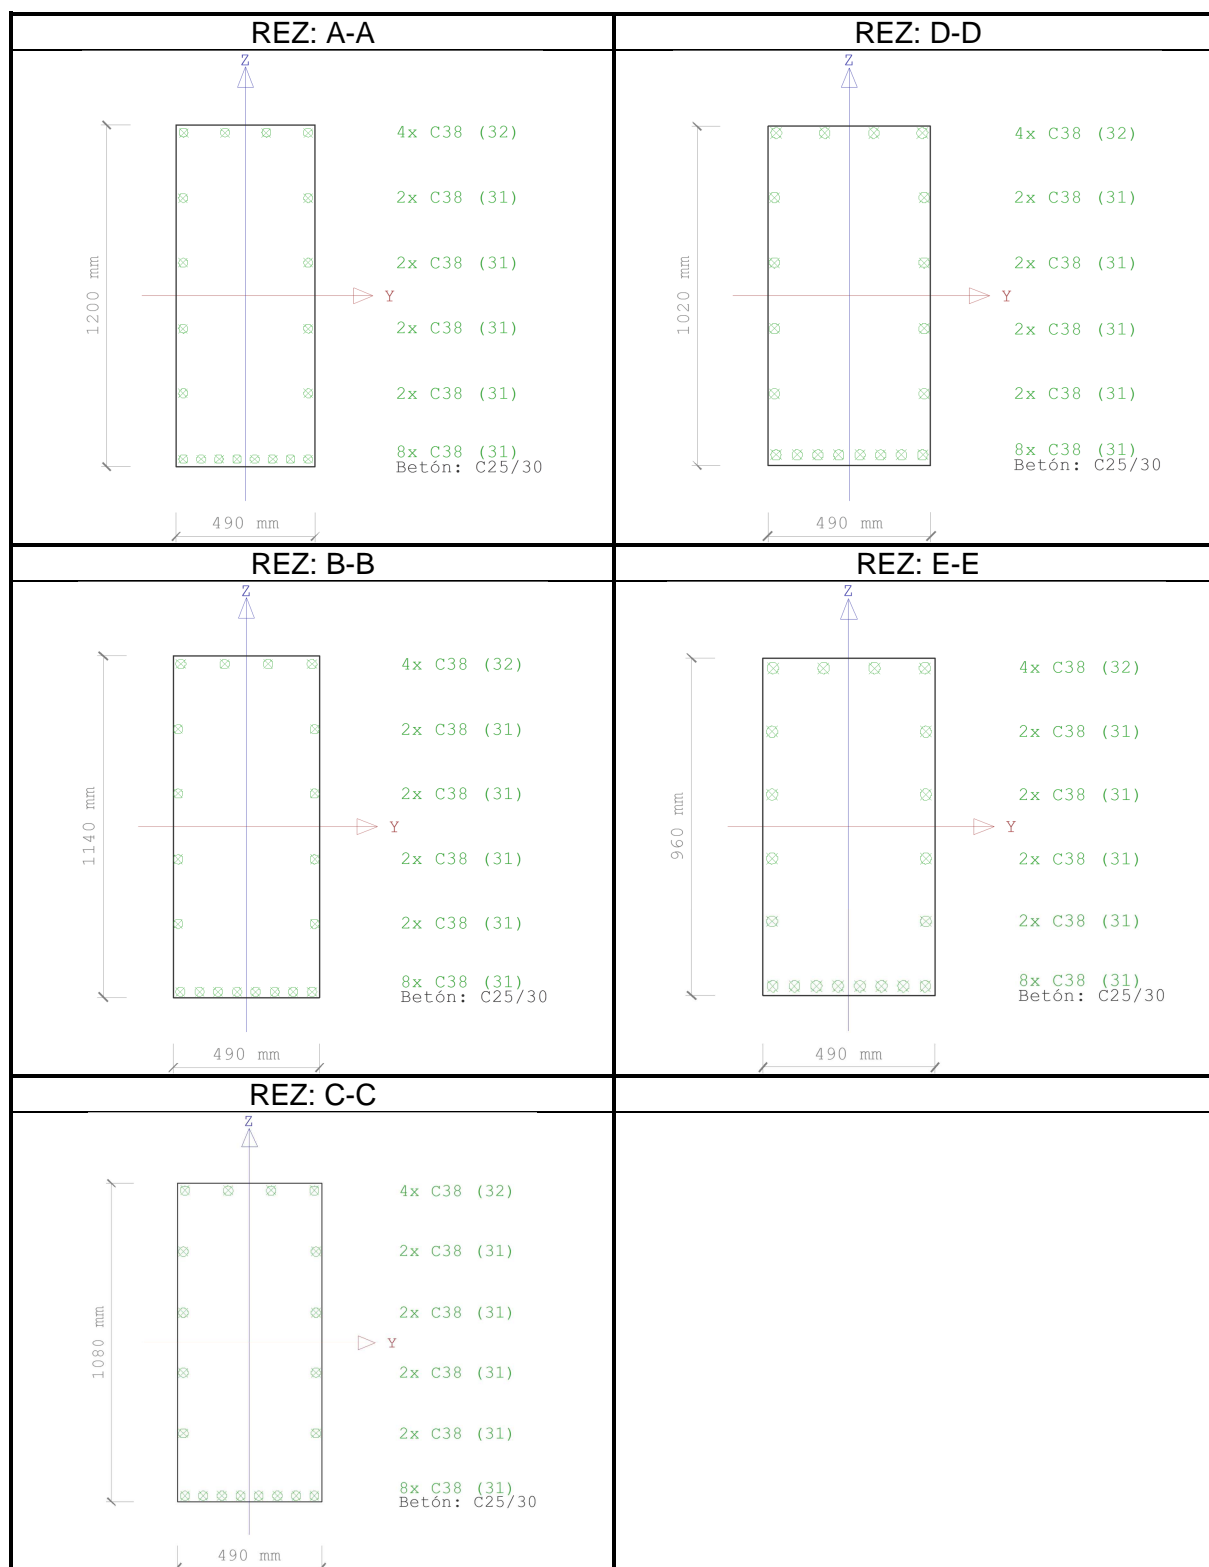 REZ: A-A
Z
4x C38 (32)
2x C38 (31)
2x C38 (31)
Y
1200 mm
2x C38 (31)
2x C38 (31)
8x C38 (31)
Betón: C25/30
490 mm
REZ: D-D
Z
4x C38 (32)
2x C38 (31)
2x C38 (31)
Y
1020 mm
2x C38 (31)
2x C38 (31)
8x C38 (31)
Betón: C25/30
490 mm
REZ: B-B
Z
4x C38 (32)
2x C38 (31)
2x C38 (31)
Y
1140 mm
2x C38 (31)
2x C38 (31)
8x C38 (31)
Betón: C25/30
490 mm
REZ: E-E
Z
4x C38 (32)
2x C38 (31)
2x C38 (31)
Y
960 mm
2x C38 (31)
2x C38 (31)
8x C38 (31)
Betón: C25/30
490 mm
REZ: C-C
Z
4x C38 (32)
2x C38 (31)
2x C38 (31)
Y
1080 mm
2x C38 (31)
2x C38 (31)
8x C38 (31)
Betón: C25/30
490 mm